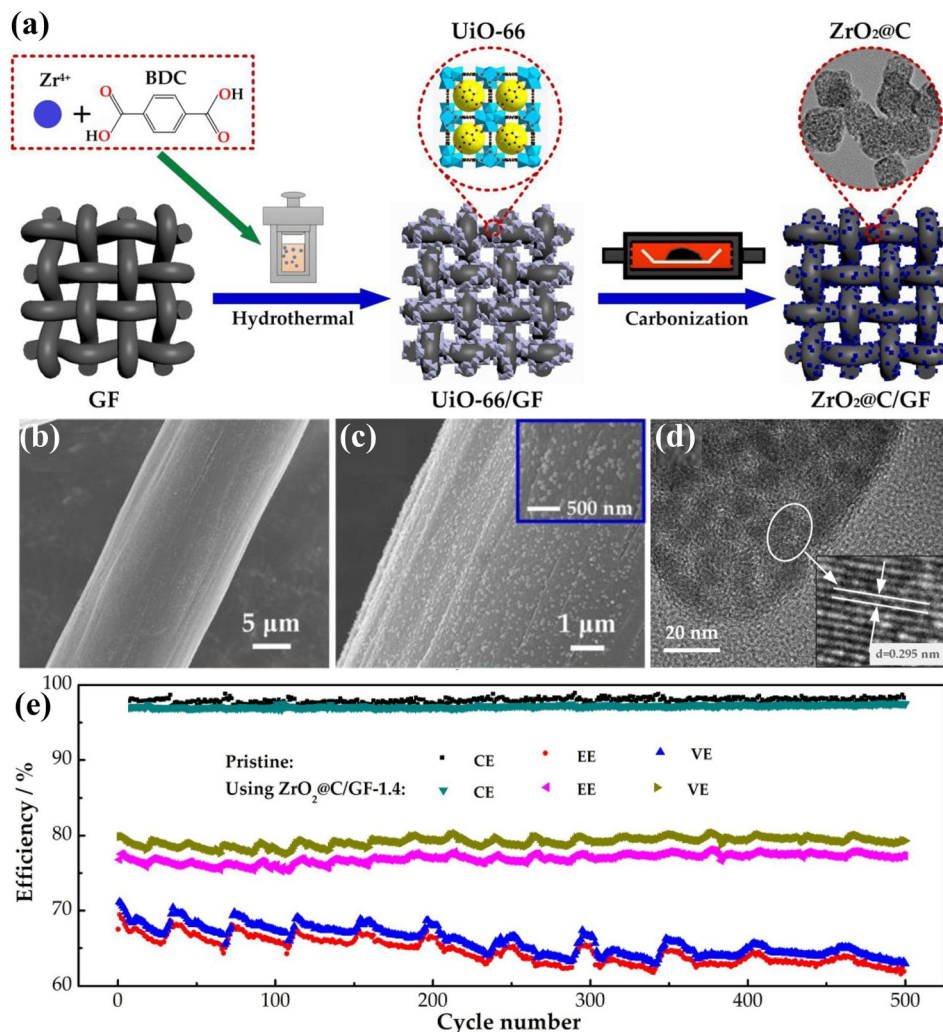 (a)
UiO-66
ZrO₂@C
Zr⁴⁺
BDC
+
O
OH
HO
O
Hydrothermal
Carbonization
GF
UiO-66/GF
ZrO₂@C/GF
(b)
5 μm
(c)
500 nm
1 μm
(d)
20 nm
d=0.295 nm
(e)
100
90
80
70
60
Efficiency / %
Pristine: CE EE VE
Using ZrO₂@C/GF-1.4: CE EE VE
0 100 200 300 400 500
Cycle number